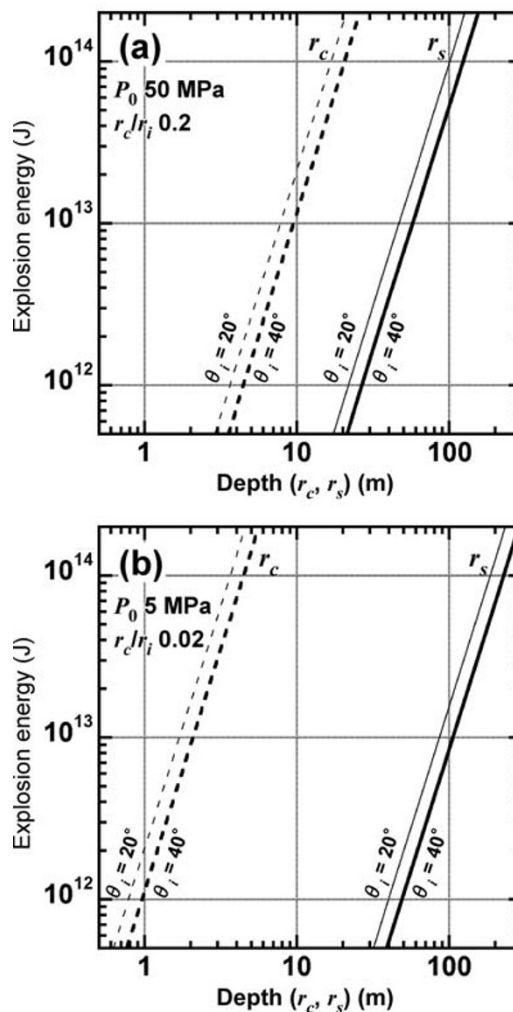 (a)
P₀ 50 MPa
r_c/r_i 0.2
r_c
r_s
10¹⁴
10¹³
10¹²
Explosion energy (J)
θ_i = 20°
θ_i = 40°
θ_i = 20°
θ_i = 40°
1 10 100
Depth (r_c, r_s) (m)
(b)
P₀ 5 MPa
r_c/r_i 0.02
r_c
r_s
10¹⁴
10¹³
10¹²
Explosion energy (J)
θ_i = 20°
θ_i = 40°
θ_i = 20°
θ_i = 40°
1 10 100
Depth (r_c, r_s) (m)